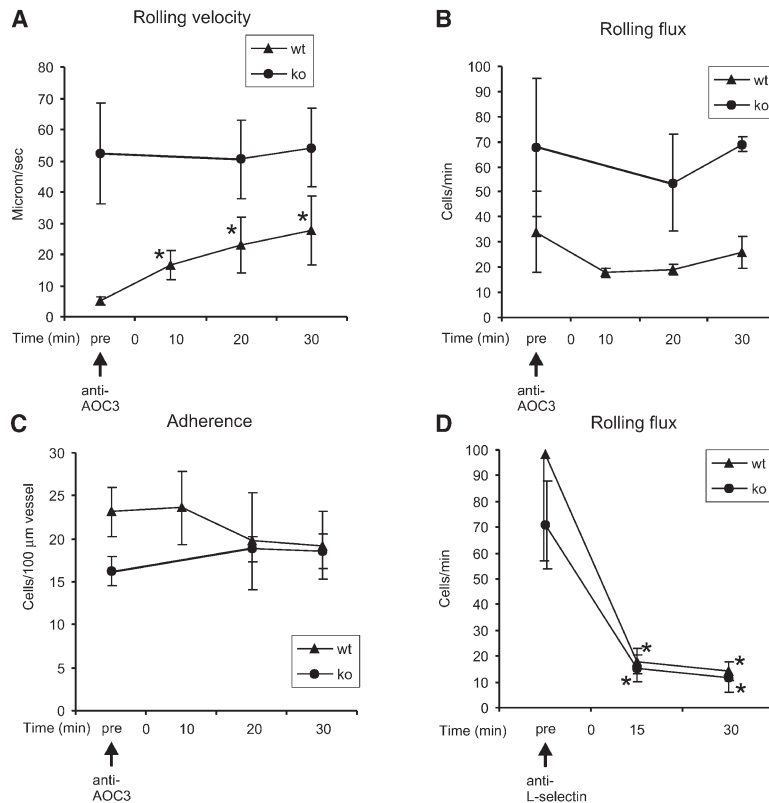 A
Rolling velocity
wt
ko
80
70
60
50
40
30
20
10
0
Microm/sec
*
*
*
Time (min) pre 0 10 20 30
anti-
AOC3
B
Rolling flux
wt
ko
100
90
80
70
60
50
40
30
20
10
0
Cells/min
Time (min) pre 0 10 20 30
anti-
AOC3
C
Adherence
30
25
20
15
10
5
0
Cells/100 µm vessel
wt
ko
Time (min) pre 0 10 20 30
anti-
AOC3
D
Rolling flux
wt
ko
100
90
80
70
60
50
40
30
20
10
0
Cells/min
*
*
*
*
Time (min) pre 0 15 30
anti-
L-selectin